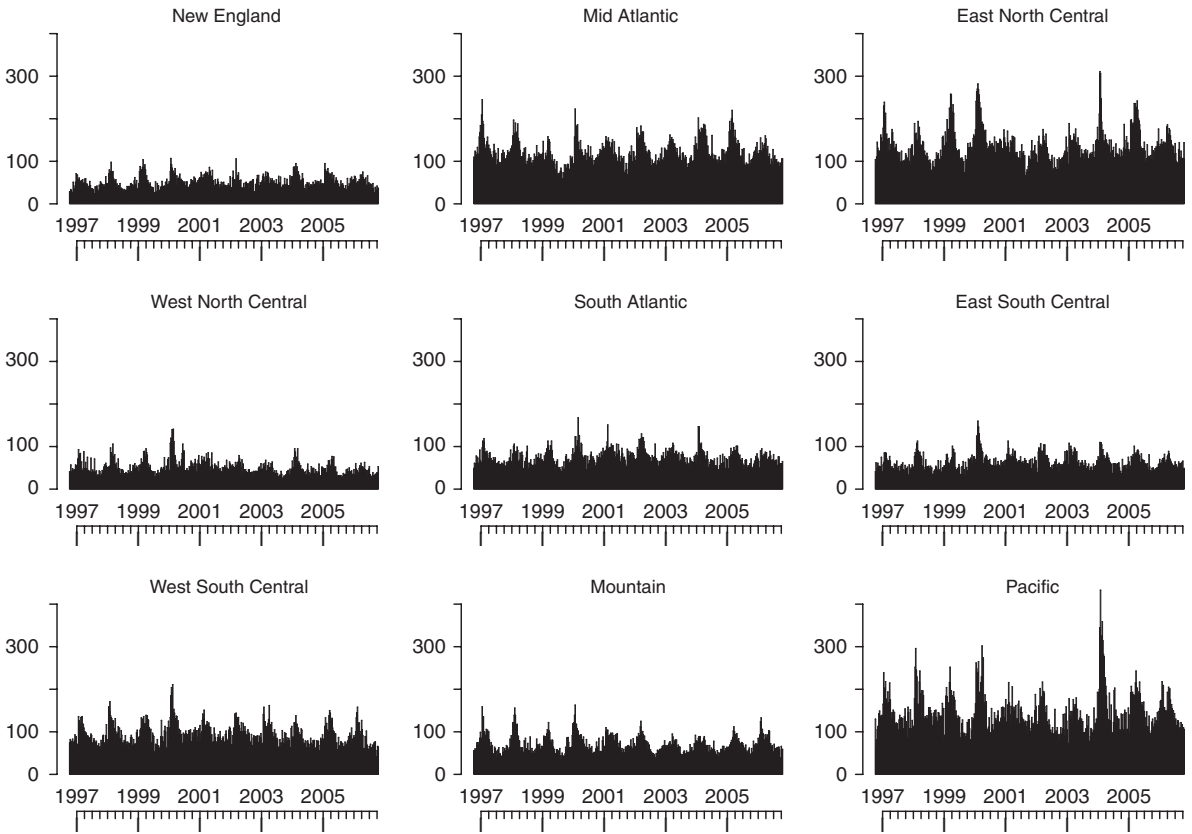 New England
300
100
0
1997 1999 2001 2003 2005
Mid Atlantic
300
100
0
1997 1999 2001 2003 2005
East North Central
300
100
0
1997 1999 2001 2003 2005
West North Central
300
100
0
1997 1999 2001 2003 2005
South Atlantic
300
100
0
1997 1999 2001 2003 2005
East South Central
300
100
0
1997 1999 2001 2003 2005
West South Central
300
100
0
1997 1999 2001 2003 2005
Mountain
300
100
0
1997 1999 2001 2003 2005
Pacific
300
100
0
1997 1999 2001 2003 2005